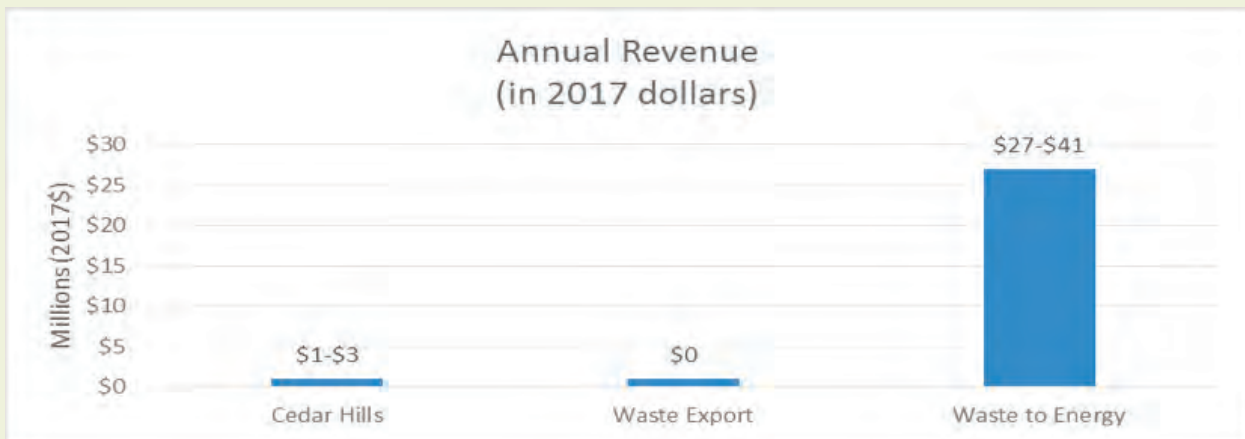 Annual Revenue
(in 2017 dollars)
Millions (2017$)
$30
$25
$20
$15
$10
$5
$0
$1-$3
$0
$27-$41
Cedar Hills
Waste Export
Waste to Energy